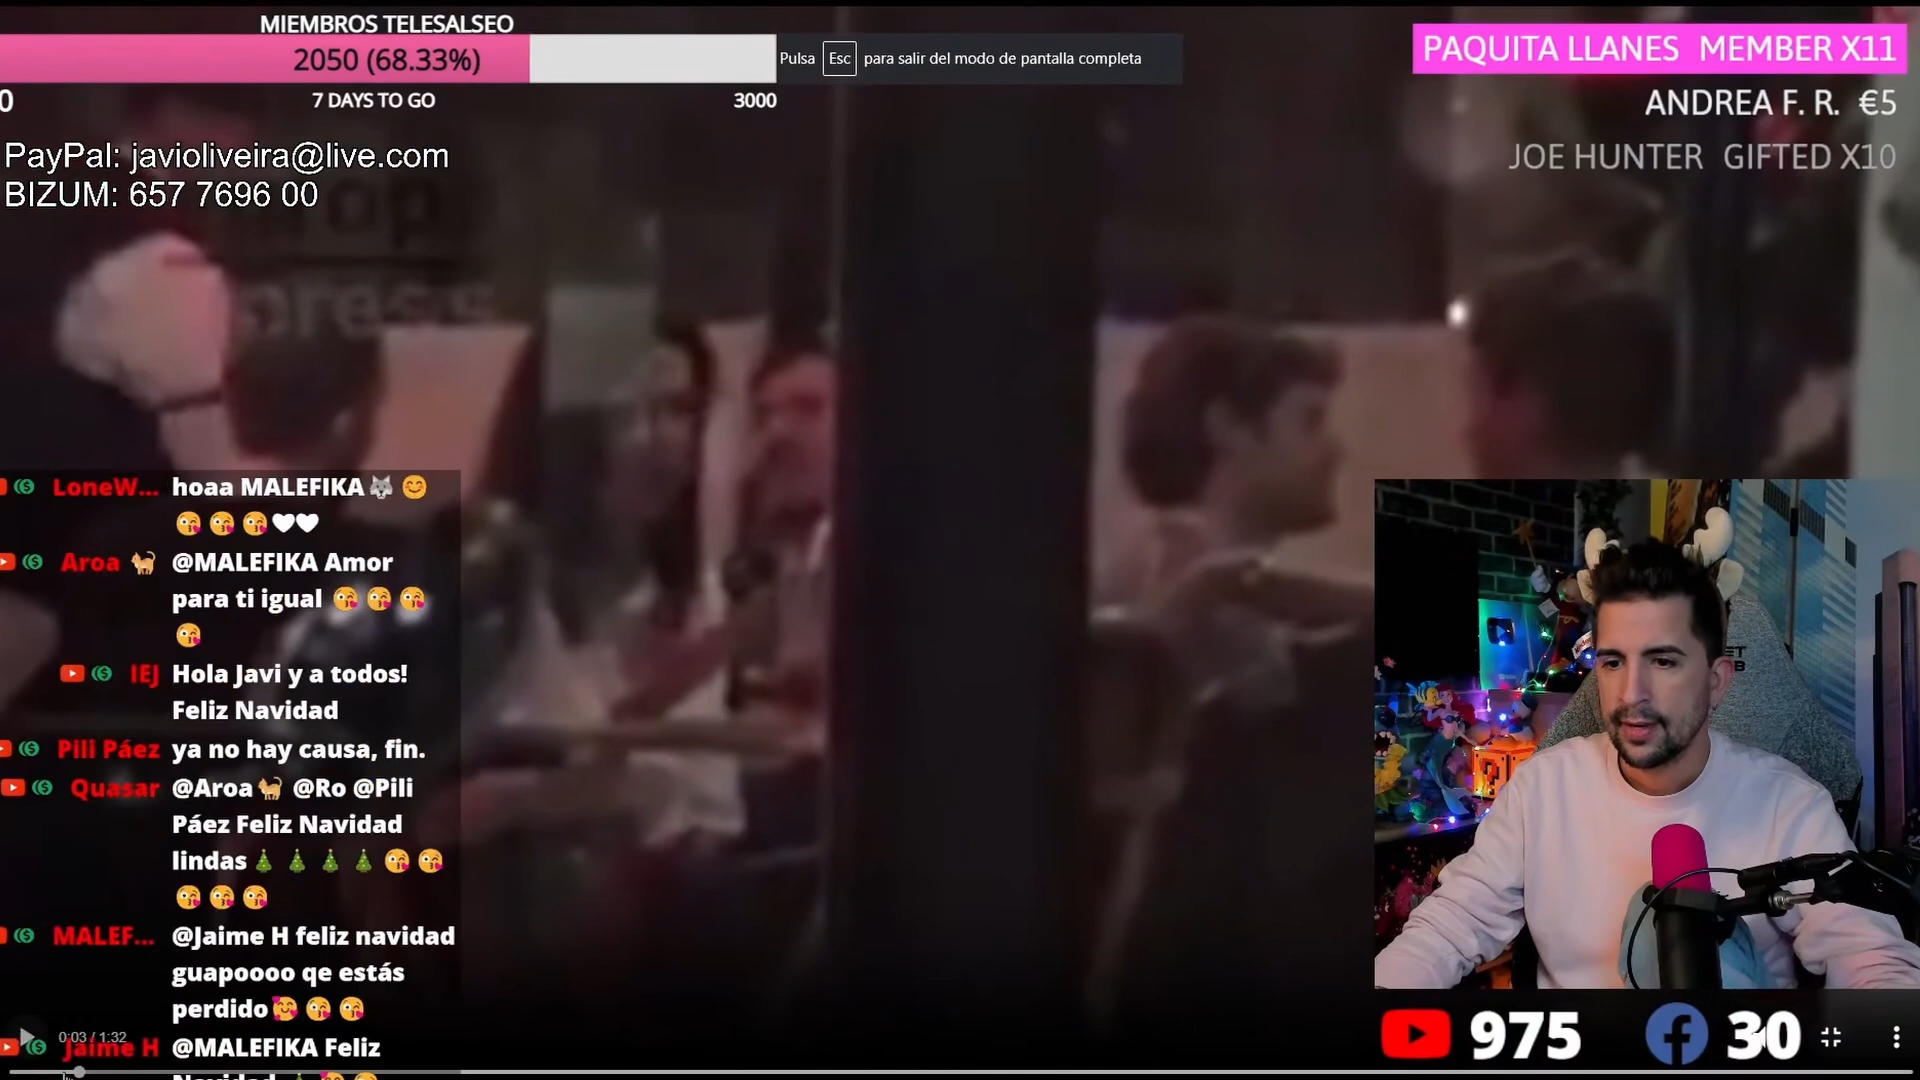 MIEMBROS TELESALSEO
2050 (68.33%)
0
7 DAYS TO GO
3000
Pulsa Esc para salir del modo de pantalla completa
PAQUITA LLANES MEMBER X11
ANDREA F. R. €5
JOE HUNTER GIFTED X10
PayPal: javioliveira@live.com
BIZUM: 657 7696 00
LoneW... hoaa MALEFIKA🐺😊
😘😘😘🤍🤍
Aroa 🐈 @MALEFIKA Amor
para ti igual 😘😘😘
😘
IEJ Hola Javi y a todos!
Feliz Navidad
Pili Páez ya no hay causa, fin.
Quasar @Aroa🐈 @Ro @Pili
Páez Feliz Navidad
lindas🎄🎄🎄🎄😘😘
😘😘😘
MALEF... @Jaime H feliz navidad
guapoooo qe estás
perdido🥰😘😘
0:03 / 1:32
Jaime H @MALEFIKA Feliz
Navidad
975
30